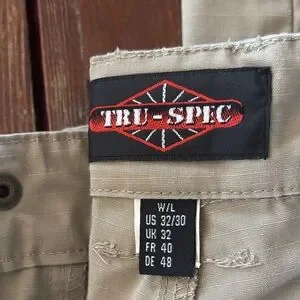 TRU-SPEC
W/L
US 32/30
UK 32
FR 40
DE 48